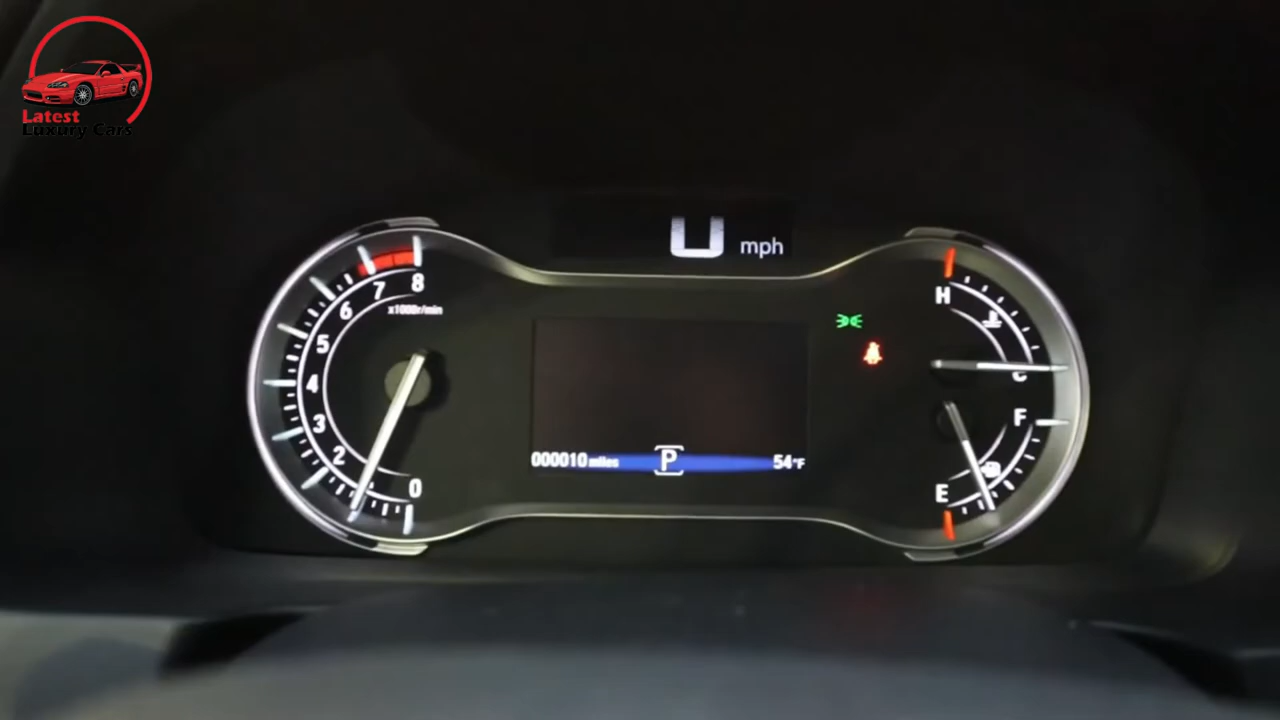 Latest
Luxury Cars
mph
8
7
x1000r/min
6
5
4
3
2
0
H
C
F
E
000010 miles
P
54°F